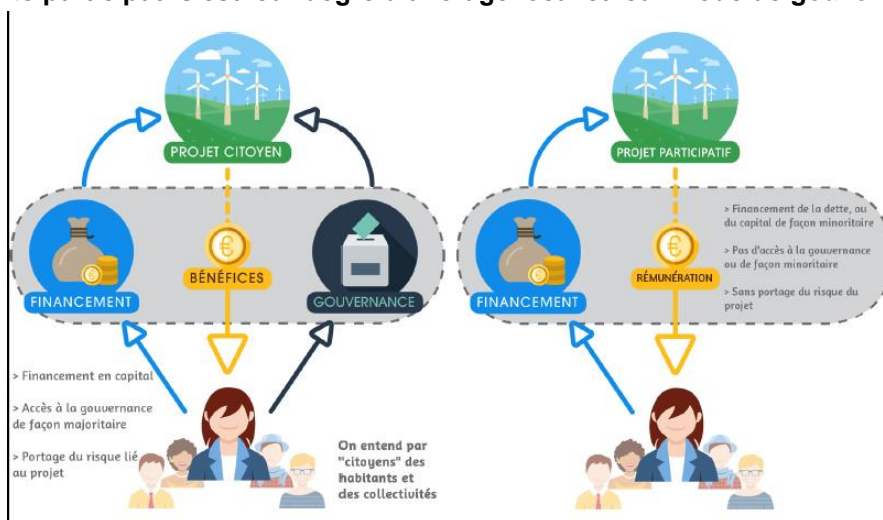 PROJET CITOYEN
FINANCEMENT
BÉNÉFICES
GOUVERNANCE
> Financement en capital
> Accès à la gouvernance
de façon majoritaire
> Portage du risque lié
au projet
On entend par
"citoyens" des
habitants et
des collectivités
PROJET PARTICIPATIF
FINANCEMENT
RÉMUNÉRATION
> Financement de la dette, ou
du capital de façon minoritaire
> Pas d'accès à la gouvernance
ou de façon minoritaire
> Sans portage du risque du
projet